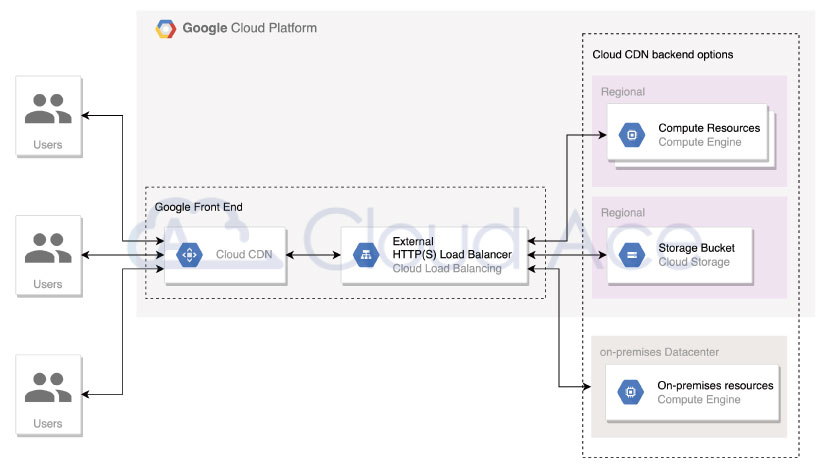 Google Cloud Platform
Cloud CDN backend options
Users
Users
Users
Google Front End
Cloud CDN
External
HTTP(S) Load Balancer
Cloud Load Balancing
Regional
Compute Resources
Compute Engine
Regional
Storage Bucket
Cloud Storage
on-premises Datacenter
On-premises resources
Compute Engine
Cloud Ace